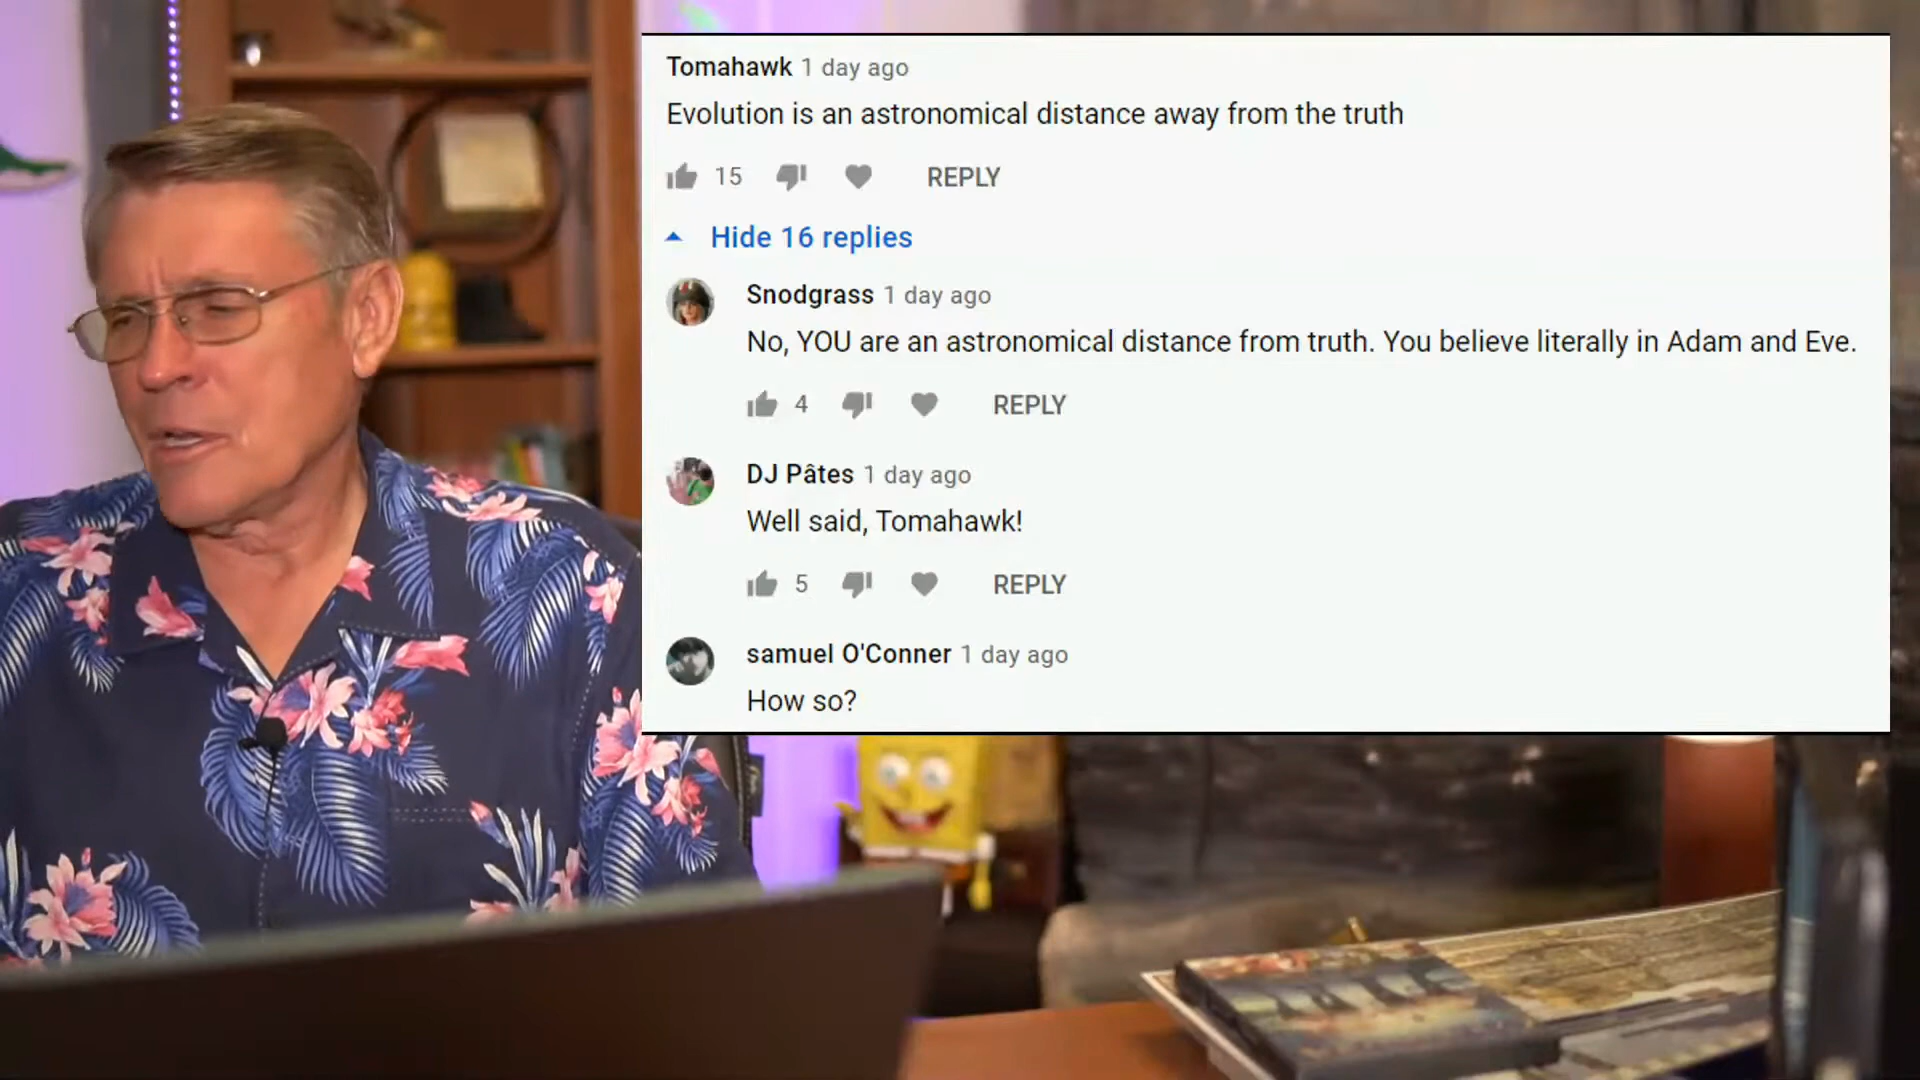 Tomahawk 1 day ago
Evolution is an astronomical distance away from the truth
15 REPLY
Hide 16 replies
Snodgrass 1 day ago
No, YOU are an astronomical distance from truth. You believe literally in Adam and Eve.
4 REPLY
DJ Pâtes 1 day ago
Well said, Tomahawk!
5 REPLY
samuel O'Conner 1 day ago
How so?